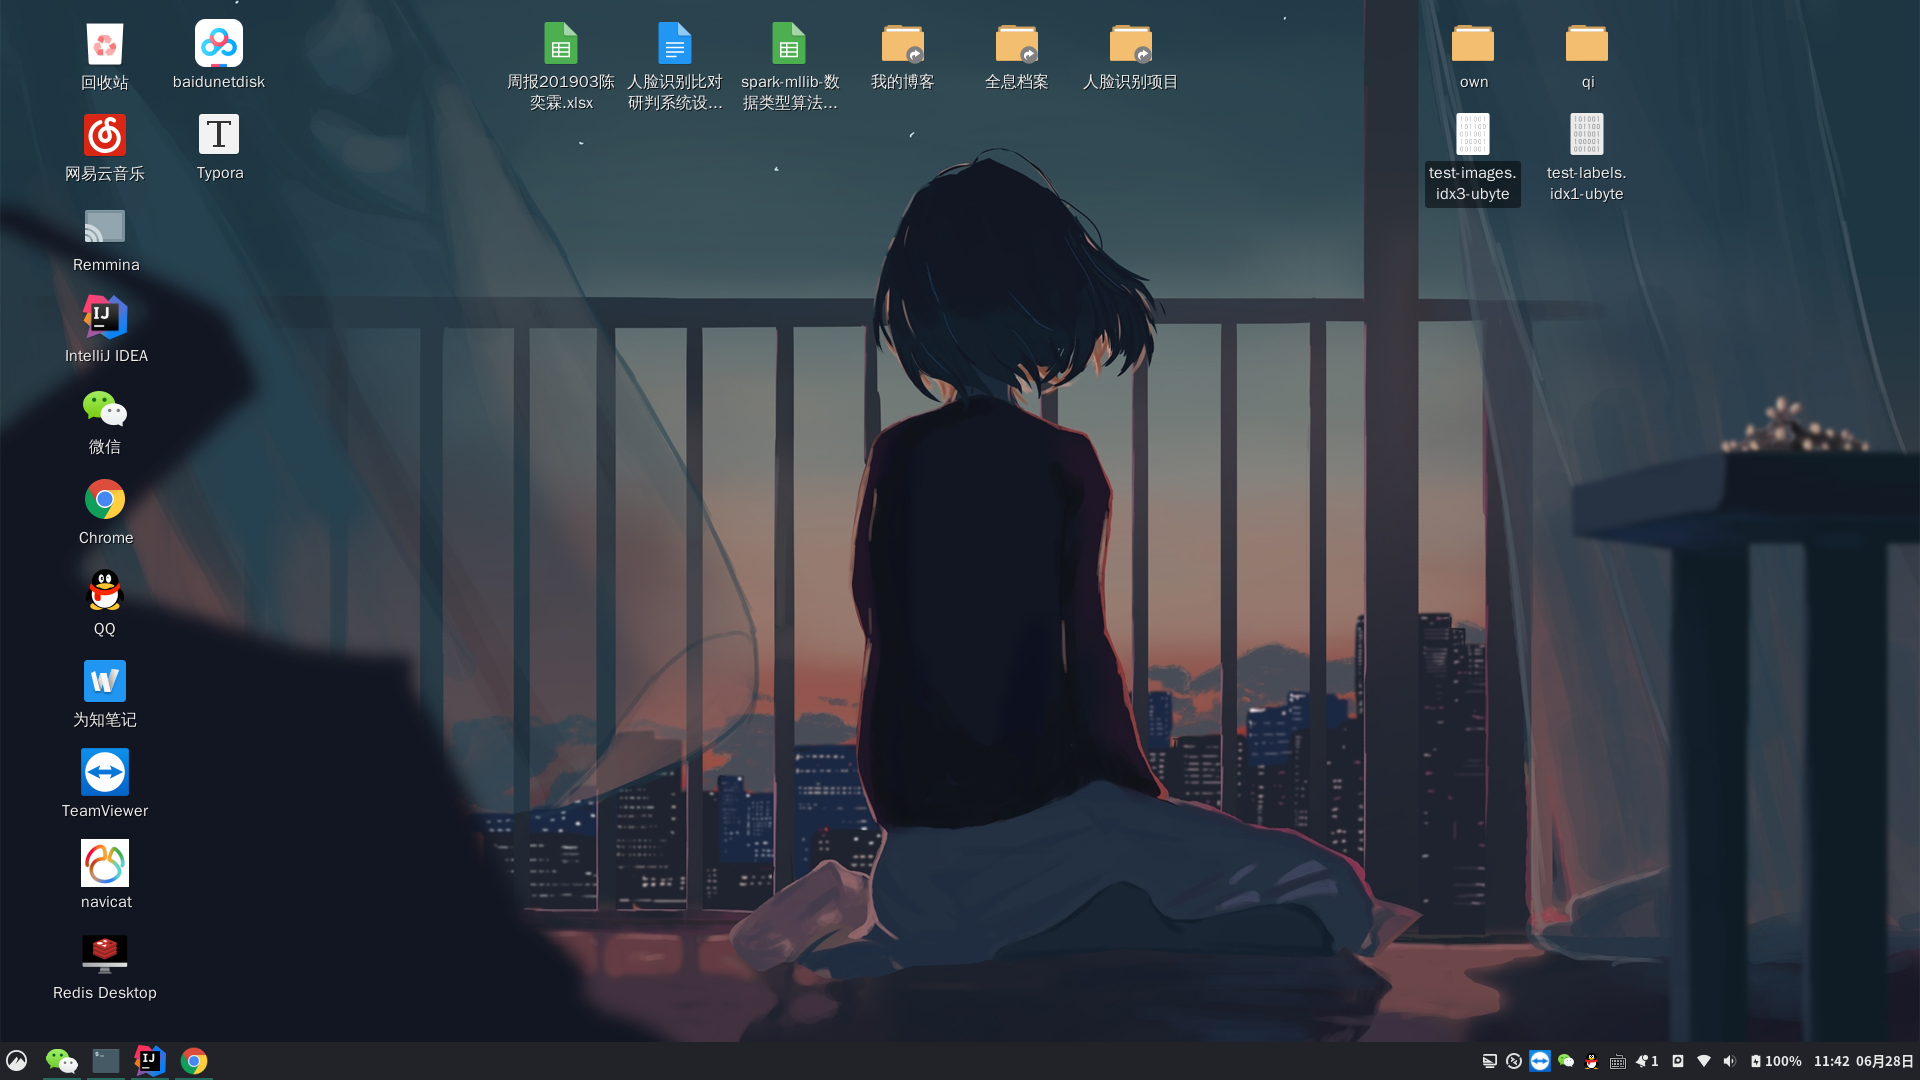 回收站
baidunetdisk
周报201903陈
奕霖.xlsx
人脸识别比对
研判系统设...
spark-mllib-数
据类型算法...
我的博客
全息档案
人脸识别项目
own
qi
网易云音乐
Typora
test-images.
idx3-ubyte
test-labels.
idx1-ubyte
Remmina
IntelliJ IDEA
微信
Chrome
QQ
为知笔记
TeamViewer
navicat
Redis Desktop
1
100%
11:42 06月28日